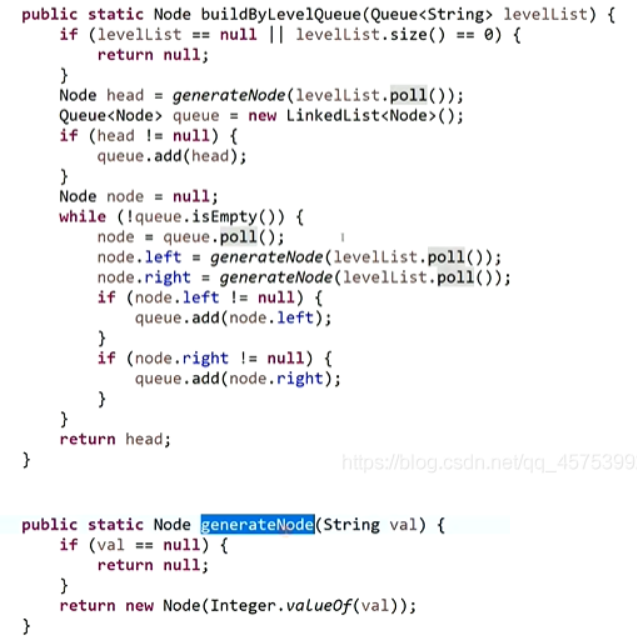 public static Node buildByLevelQueue(Queue<String> levelList) {
    if (levelList == null || levelList.size() == 0) {
        return null;
    }
    Node head = generateNode(levelList.poll());
    Queue<Node> queue = new LinkedList<Node>();
    if (head != null) {
        queue.add(head);
    }
    Node node = null;
    while (!queue.isEmpty()) {
        node = queue.poll();
        node.left = generateNode(levelList.poll());
        node.right = generateNode(levelList.poll());
        if (node.left != null) {
            queue.add(node.left);
        }
        if (node.right != null) {
            queue.add(node.right);
        }
    }
    return head;
}
https://blog.csdn.net/qq_4575399
public static Node generateNode(String val) {
    if (val == null) {
        return null;
    }
    return new Node(Integer.valueOf(val));
}